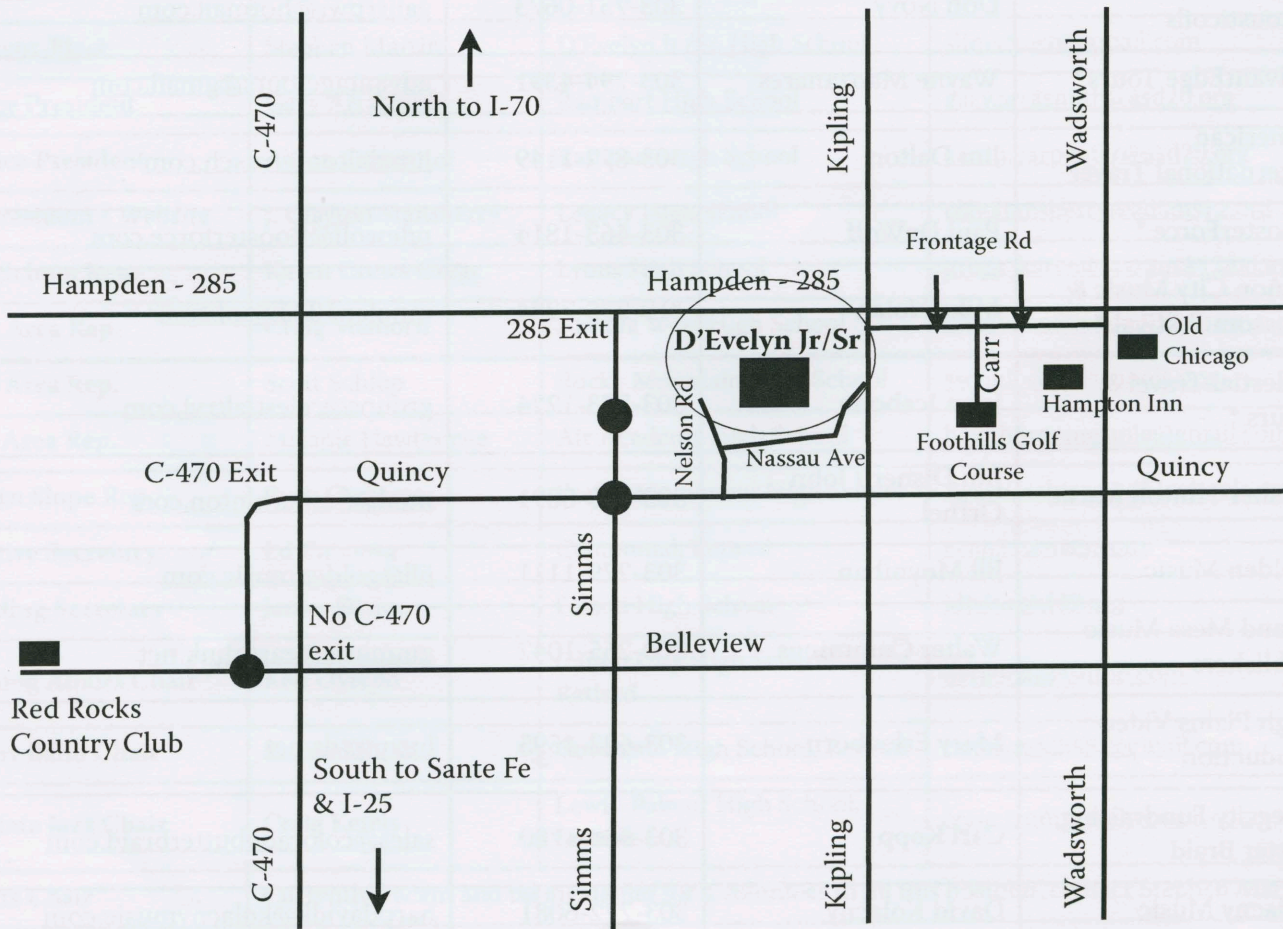 C-470
North to I-70
Kipling
Wadsworth
Frontage Rd
Hampden - 285
Hampden - 285
285 Exit
D'Evelyn Jr/Sr
Old
Chicago
Carr
Hampton Inn
Nelson Rd
Nassau Ave
Foothills Golf
Course
C-470 Exit
Quincy
Quincy
Simms
No C-470
exit
Belleview
Red Rocks
Country Club
South to Sante Fe
& I-25
C-470
Simms
Kipling
Wadsworth